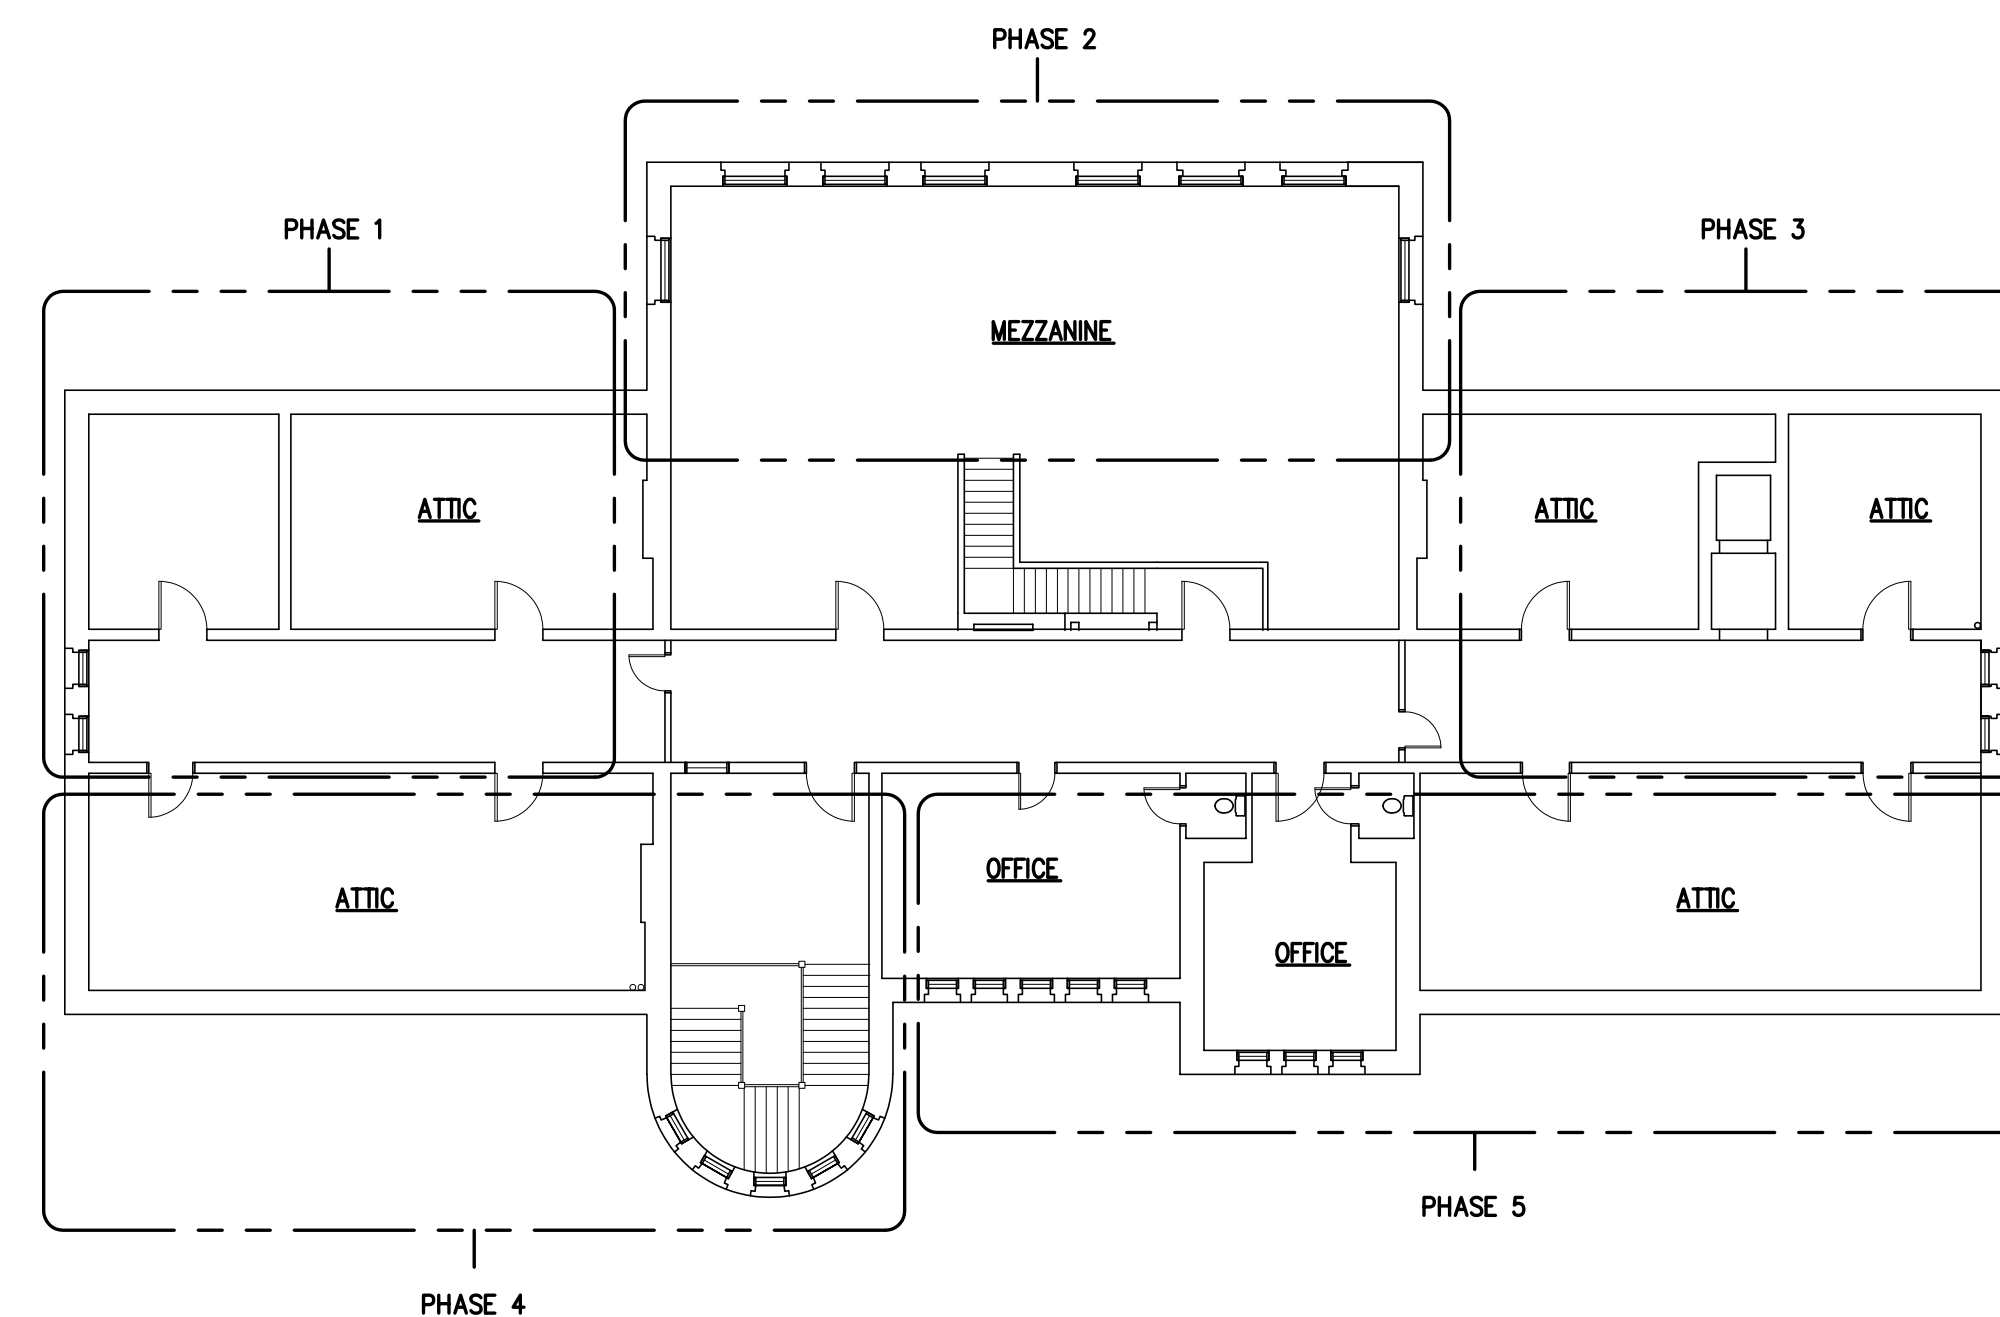 PHASE 2
PHASE 1
PHASE 3
MEZZANINE
ATTIC
ATTIC
ATTIC
OFFICE
ATTIC
ATTIC
OFFICE
PHASE 5
PHASE 4